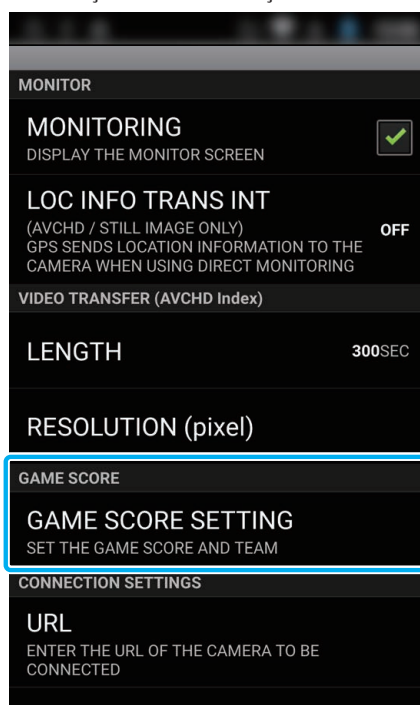 MONITOR
MONITORING
DISPLAY THE MONITOR SCREEN
LOC INFO TRANS INT
(AVCHD / STILL IMAGE ONLY)
GPS SENDS LOCATION INFORMATION TO THE
CAMERA WHEN USING DIRECT MONITORING
OFF
VIDEO TRANSFER (AVCHD Index)
LENGTH
300SEC
RESOLUTION (pixel)
GAME SCORE
GAME SCORE SETTING
SET THE GAME SCORE AND TEAM
CONNECTION SETTINGS
URL
ENTER THE URL OF THE CAMERA TO BE
CONNECTED